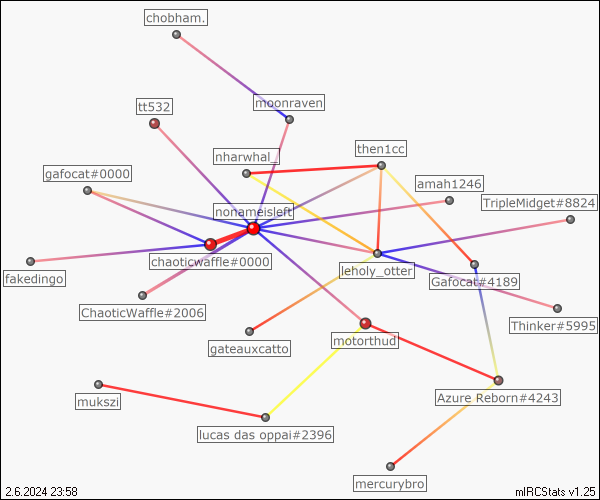 chobham.
tt532
moonraven
then1cc
nharwhal_
gafocat#0000
amah1246
TripleMidget#8824
nonameisleft
chaoticwaffle#0000
leholy_otter
fakedingo
Gafocat#4189
ChaoticWaffle#2006
Thinker#5995
motorthud
gateauxcatto
Azure Reborn#4243
mukszi
lucas das oppai#2396
mercurybro
2.6.2024 23:58
mIRCStats v1.25